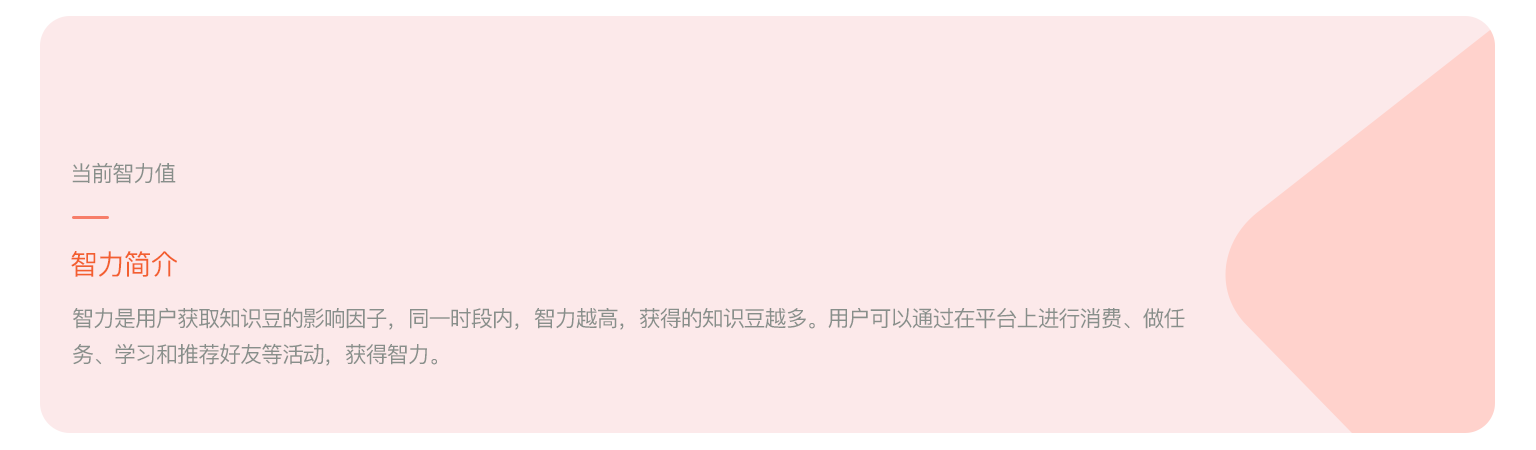 当前智力值
智力简介
智力是用户获取知识豆的影响因子，同一时段内，智力越高，获得的知识豆越多。用户可以通过在平台上进行消费、做任
务、学习和推荐好友等活动，获得智力。